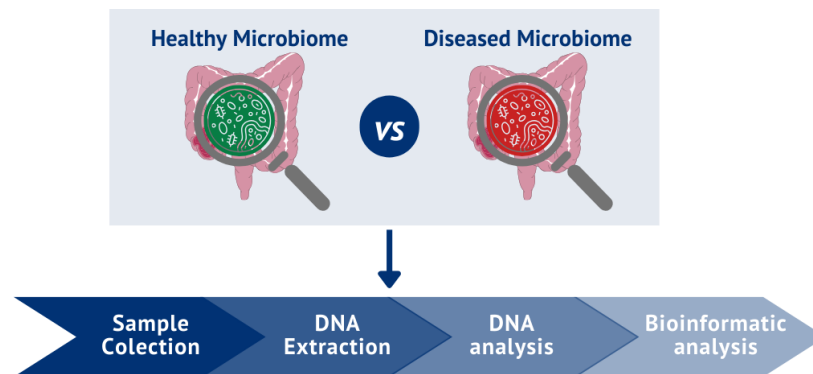 Healthy Microbiome
Diseased Microbiome
vs
Sample
Colection
DNA
Extraction
DNA
analysis
Bioinformatic
analysis